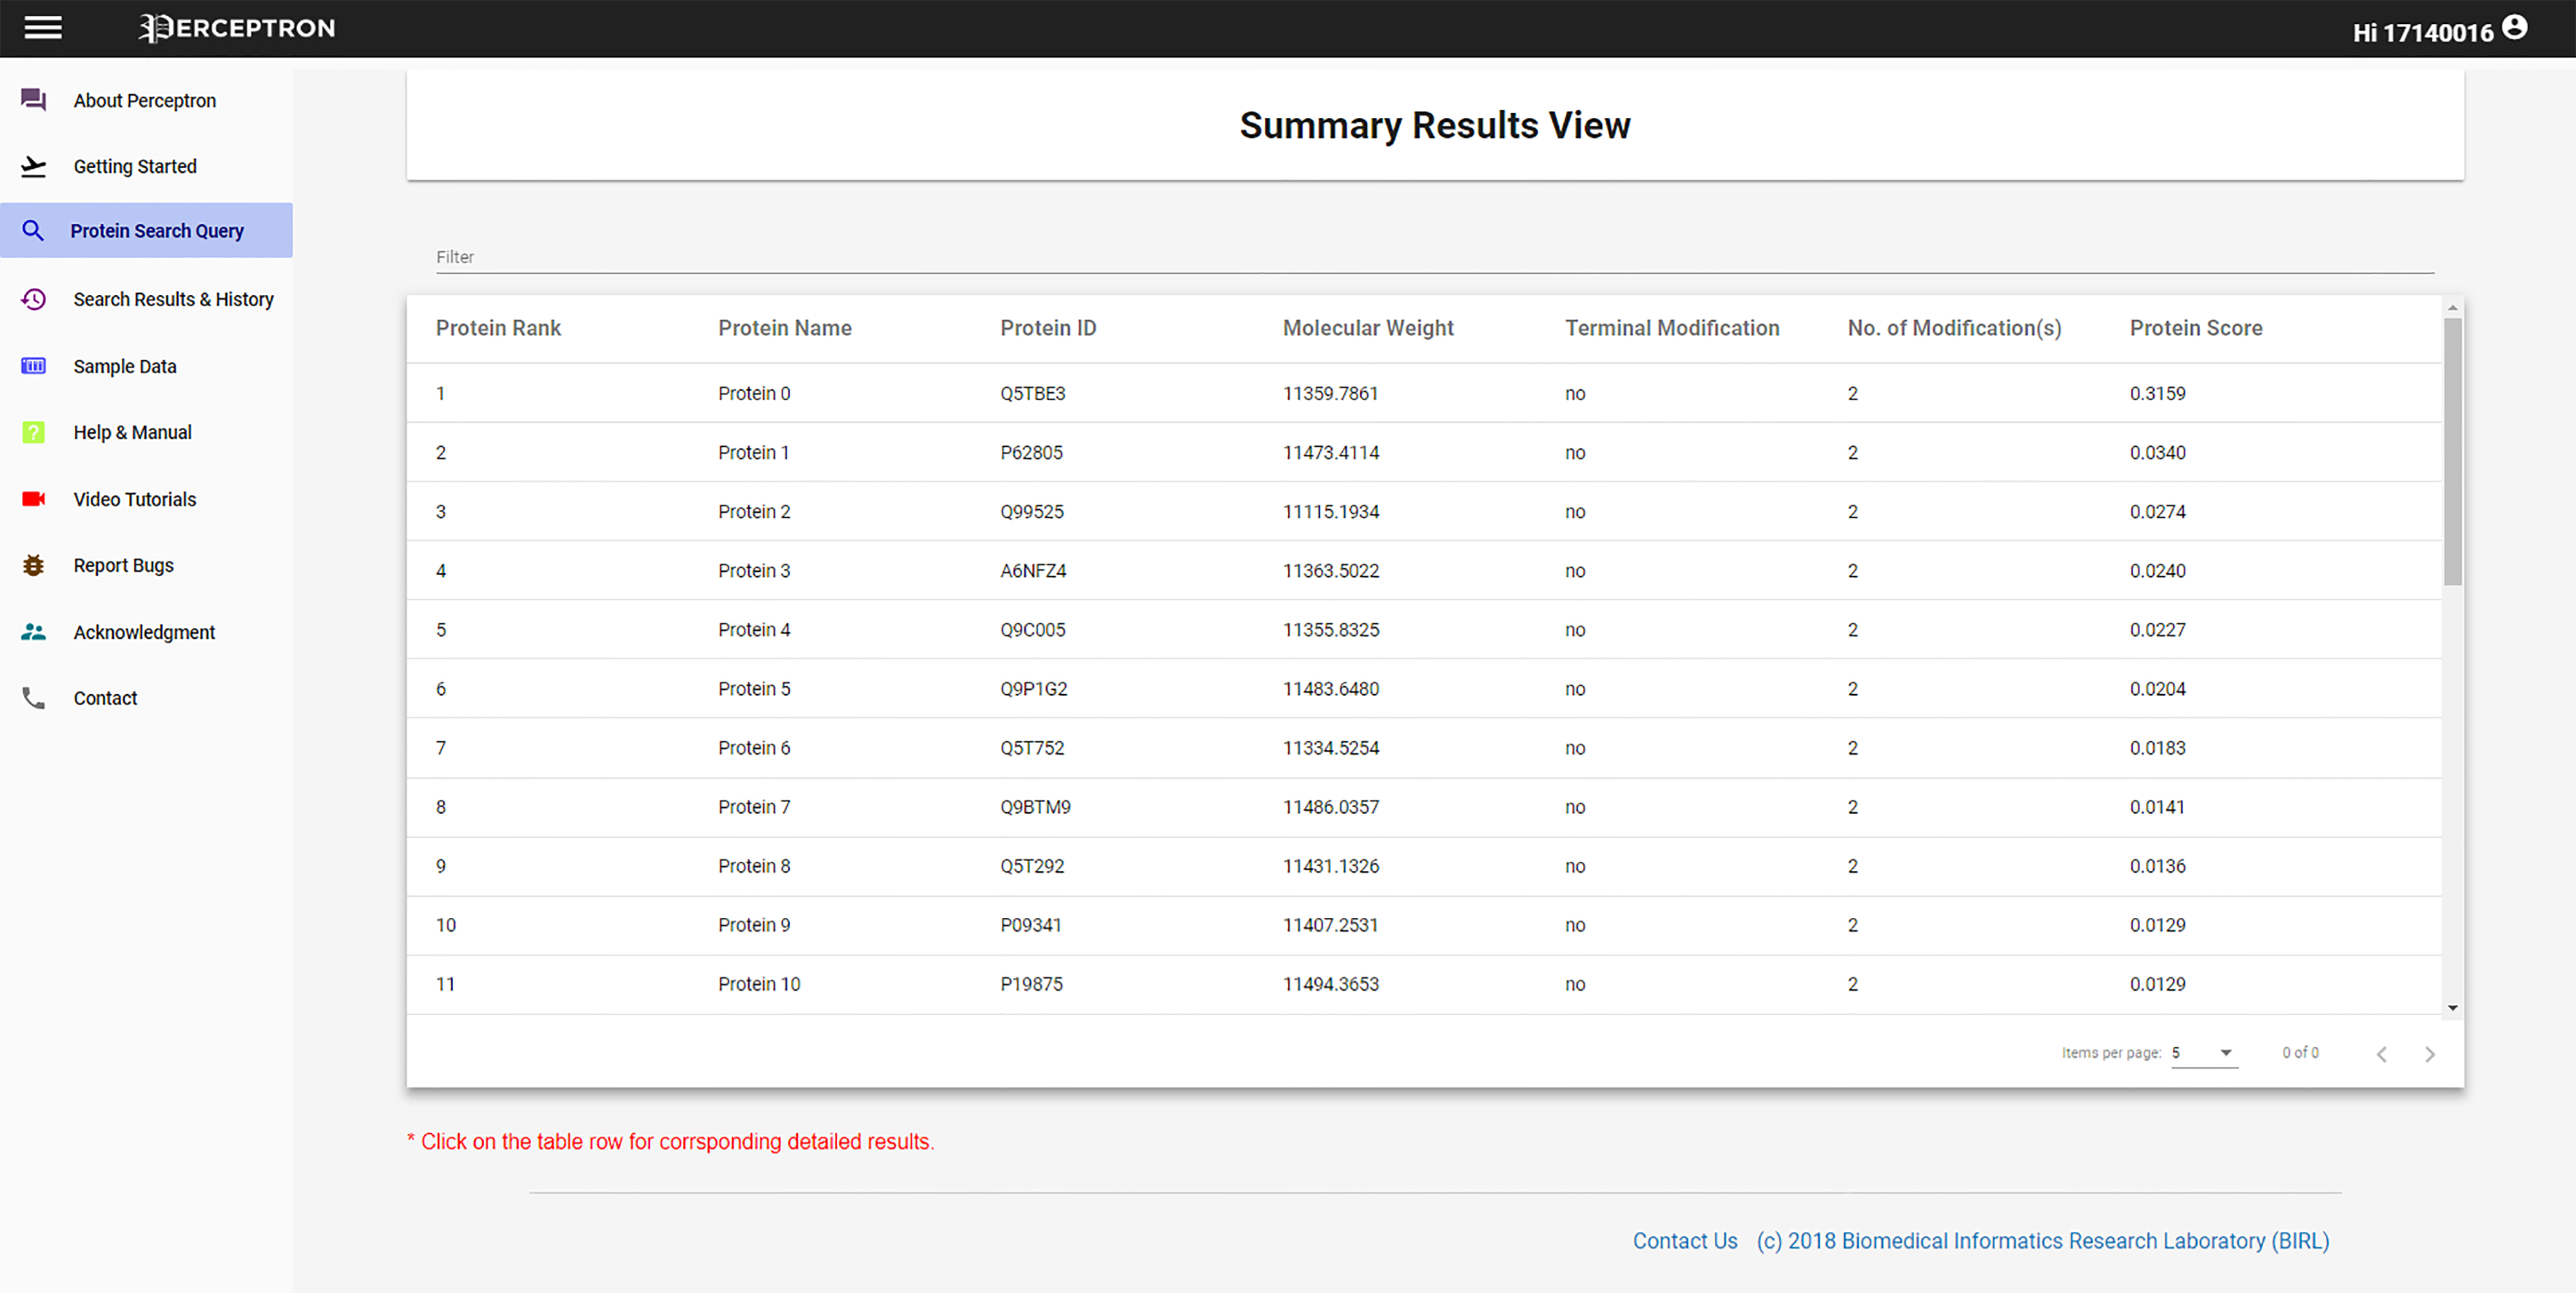 PERCEPTRON
Hi 17140016
About Perceptron
Getting Started
Protein Search Query
Search Results & History
Sample Data
Help & Manual
Video Tutorials
Report Bugs
Acknowledgment
Contact
Summary Results View
Filter
Protein Rank Protein Name Protein ID Molecular Weight Terminal Modification No. of Modification(s) Protein Score
1 Protein 0 Q5TBE3 11359.7861 no 2 0.3159
2 Protein 1 P62805 11473.4114 no 2 0.0340
3 Protein 2 Q99525 11115.1934 no 2 0.0274
4 Protein 3 A6NFZ4 11363.5022 no 2 0.0240
5 Protein 4 Q9C005 11355.8325 no 2 0.0227
6 Protein 5 Q9P1G2 11483.6480 no 2 0.0204
7 Protein 6 Q5T752 11334.5254 no 2 0.0183
8 Protein 7 Q9BTM9 11486.0357 no 2 0.0141
9 Protein 8 Q5T292 11431.1326 no 2 0.0136
10 Protein 9 P09341 11407.2531 no 2 0.0129
11 Protein 10 P19875 11494.3653 no 2 0.0129
Items per page: 5 0 of 0
* Click on the table row for corrsponding detailed results.
Contact Us (c) 2018 Biomedical Informatics Research Laboratory (BIRL)